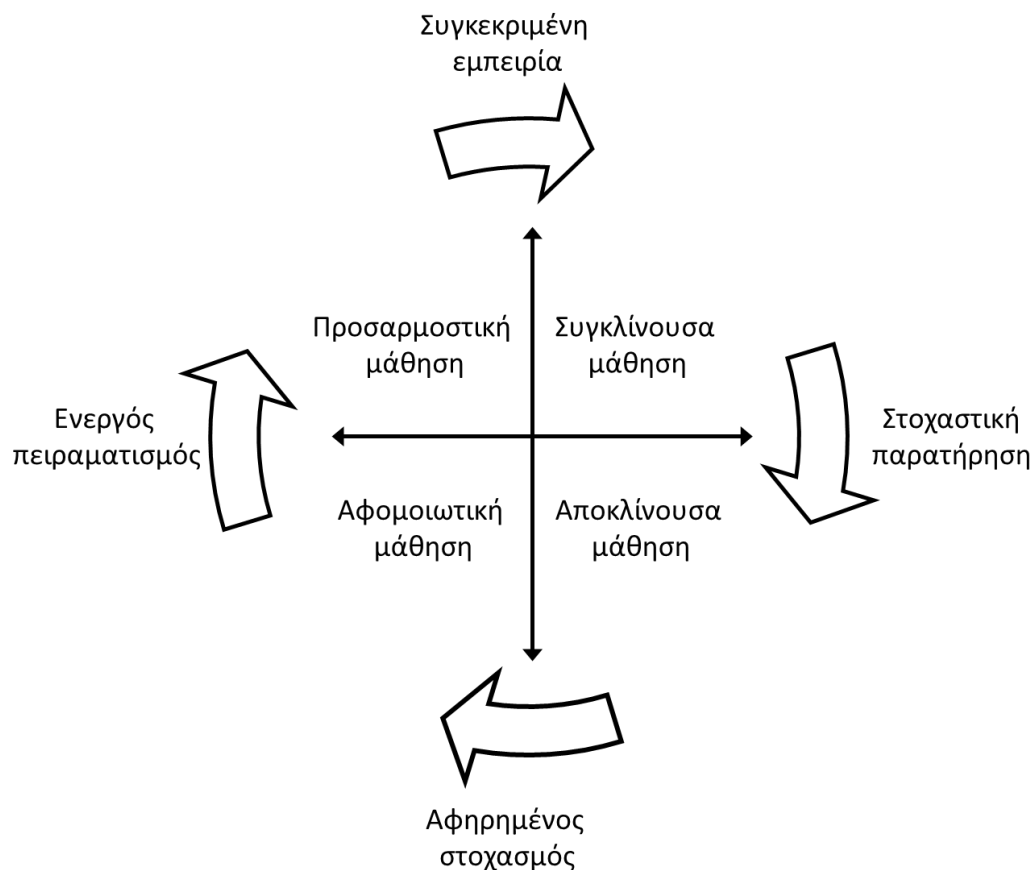 Συγκεκριμένη
εμπειρία
Προσαρμοστική
μάθηση
Συγκλίνουσα
μάθηση
Ενεργός
πειραματισμός
Στοχαστική
παρατήρηση
Αφομοιωτική
μάθηση
Αποκλίνουσα
μάθηση
Αφηρημένος
στοχασμός